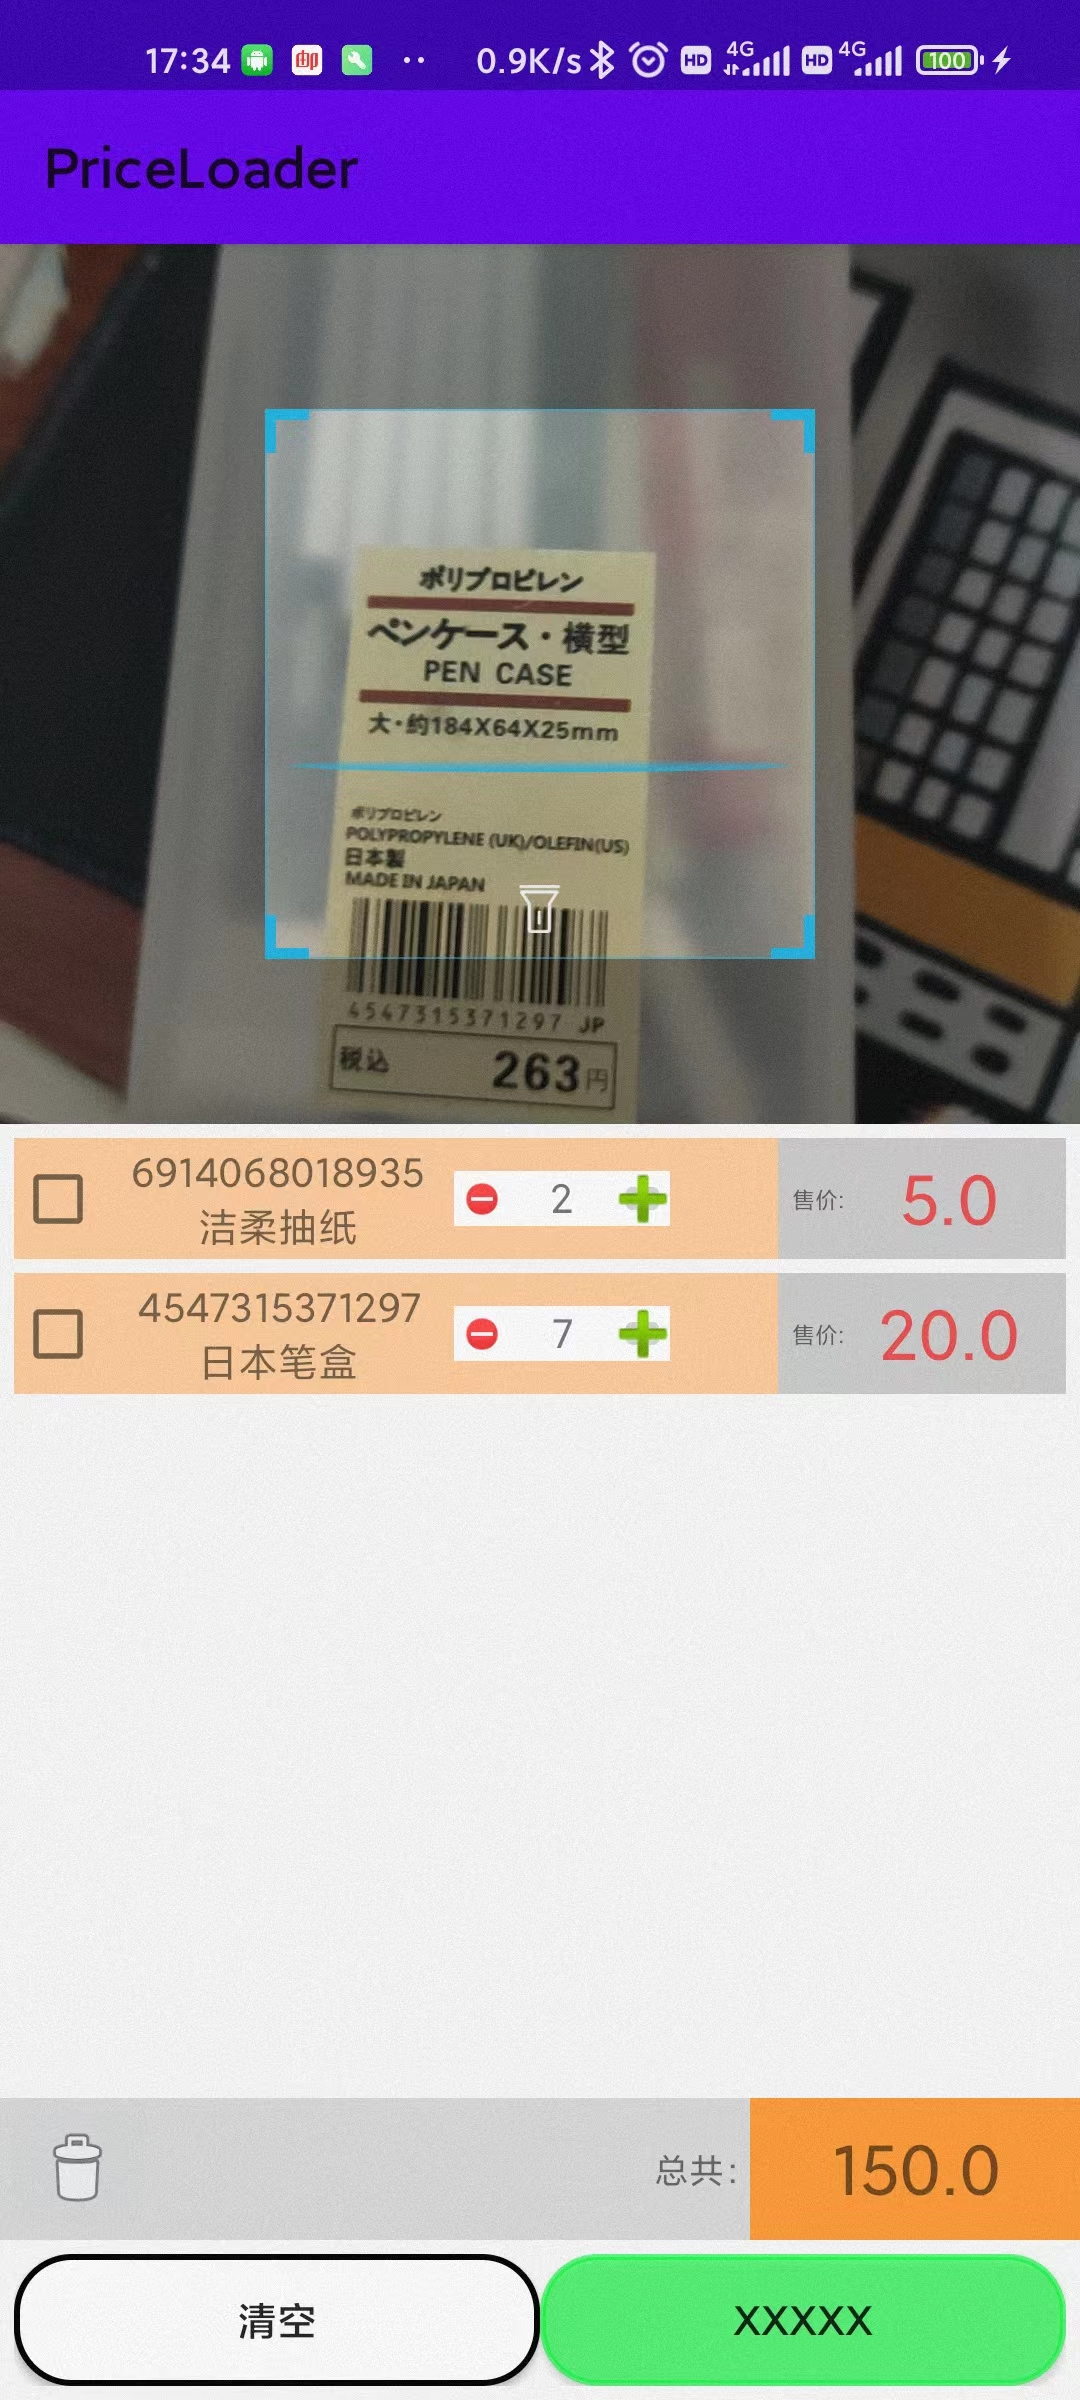 17:34
0.9K/s
HD
4G
HD
4G
100
PriceLoader
ポリプロピレン
ペンケース・横型
PEN CASE
大・約184X64X25mm
ポリプロピレン
POLYPROPYLENE (UK)/OLEFIN(US)
日本製
MADE IN JAPAN
4547315371297 JP
税込 263円
6914068018935
洁柔抽纸
2
售价: 5.0
4547315371297
日本笔盒
7
售价: 20.0
总共: 150.0
清空
XXXXX